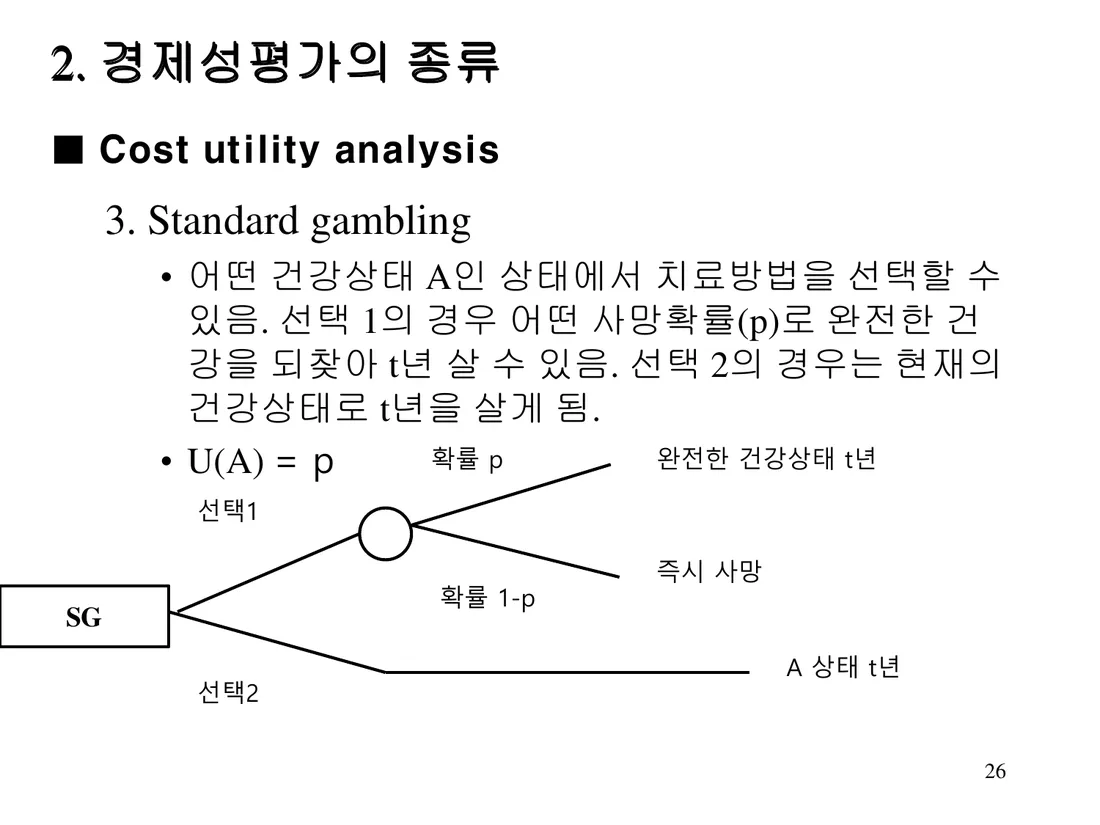 2. 경제성평가의 종류
■ Cost utility analysis
3. Standard gambling
• 어떤 건강상태 A인 상태에서 치료방법을 선택할 수
있음. 선택 1의 경우 어떤 사망확률(p)로 완전한 건
강을 되찾아 t년 살 수 있음. 선택 2의 경우는 현재의
건강상태로 t년을 살게 됨.
• U(A) = p
확률 p
완전한 건강상태 t년
선택1
즉시 사망
확률 1-p
SG
A 상태 t년
선택2
26